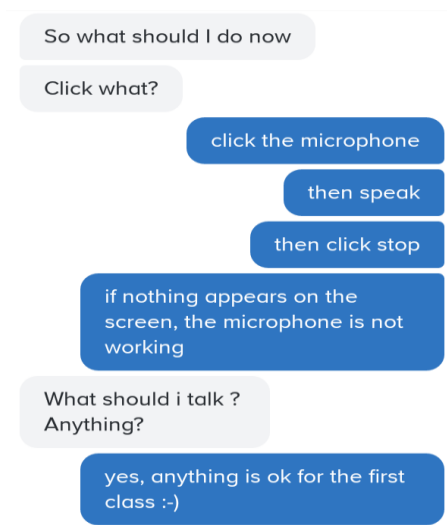 So what should I do now
Click what?
click the microphone
then speak
then click stop
if nothing appears on the
screen, the microphone is not
working
What should i talk ?
Anything?
yes, anything is ok for the first
class :-)